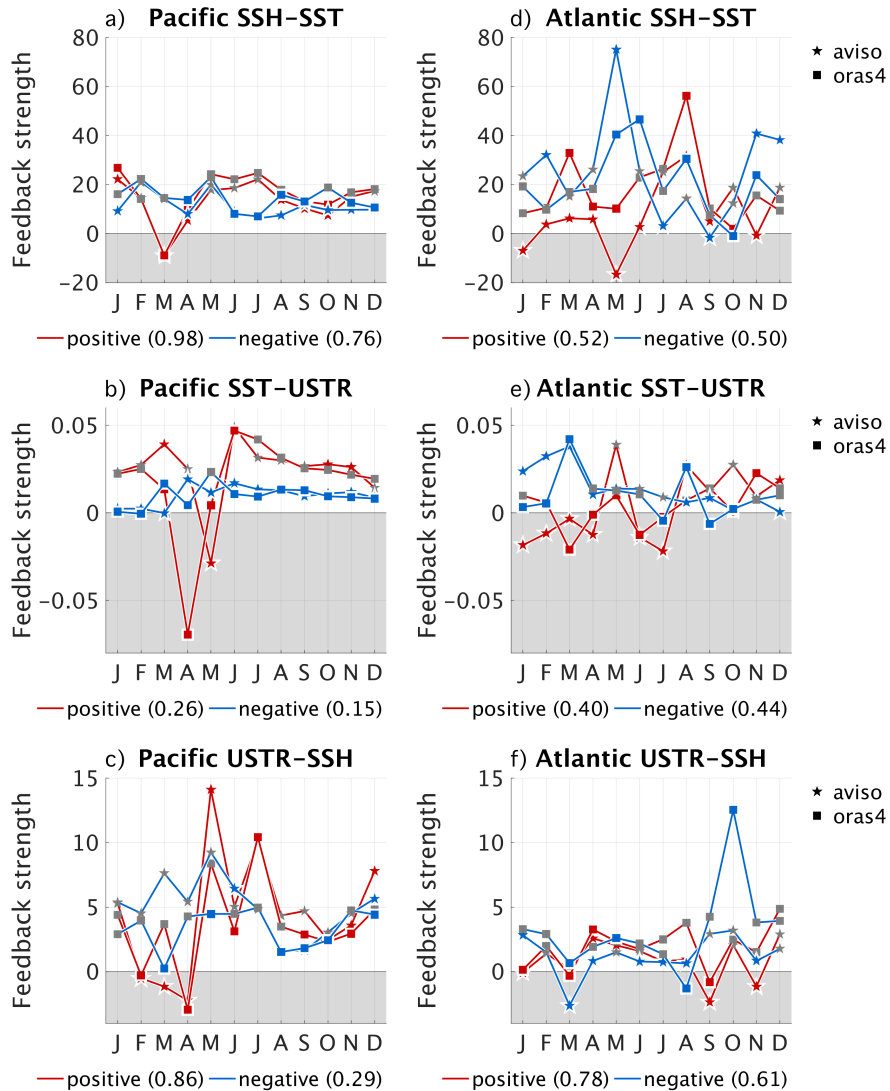 a) Pacific SSH-SST
Feedback strength
80
60
40
20
0
−20
J F M A M J J A S O N D
positive (0.98) negative (0.76)
d) Atlantic SSH-SST
Feedback strength
80
60
40
20
0
−20
J F M A M J J A S O N D
positive (0.52) negative (0.50)
aviso
oras4
b) Pacific SST-USTR
Feedback strength
0.05
0
−0.05
J F M A M J J A S O N D
positive (0.26) negative (0.15)
e) Atlantic SST-USTR
Feedback strength
0.05
0
−0.05
J F M A M J J A S O N D
positive (0.40) negative (0.44)
aviso
oras4
c) Pacific USTR-SSH
Feedback strength
15
10
5
0
J F M A M J J A S O N D
positive (0.86) negative (0.29)
f) Atlantic USTR-SSH
Feedback strength
15
10
5
0
J F M A M J J A S O N D
positive (0.78) negative (0.61)
aviso
oras4